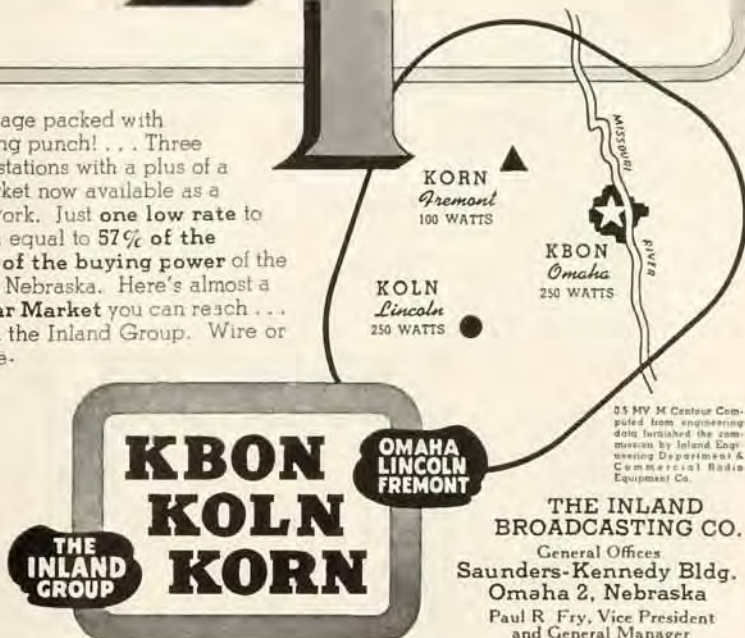 age packed with
ng punch! . . . Three
stations with a plus of a
ket now available as a
ork. Just one low rate to
equal to 57% of the
of the buying power of the
Nebraska. Here's almost a
ar Market you can reach . . .
the Inland Group. Wire or
e-
MISSOURI
RIVER
KORN
Fremont
100 WATTS
KBON
Omaha
250 WATTS
KOLN
Lincoln
250 WATTS
0.5 MV M Contour Com-
puted from engineering
data furnished the com-
mission by Inland Engi-
neering Department &
Commercial Radio
Equipment Co.
KBON
KOLN
KORN
OMAHA
LINCOLN
FREMONT
THE
INLAND
GROUP
THE INLAND
BROADCASTING CO.
General Offices
Saunders-Kennedy Bldg.
Omaha 2, Nebraska
Paul R Fry, Vice President
and General Manager